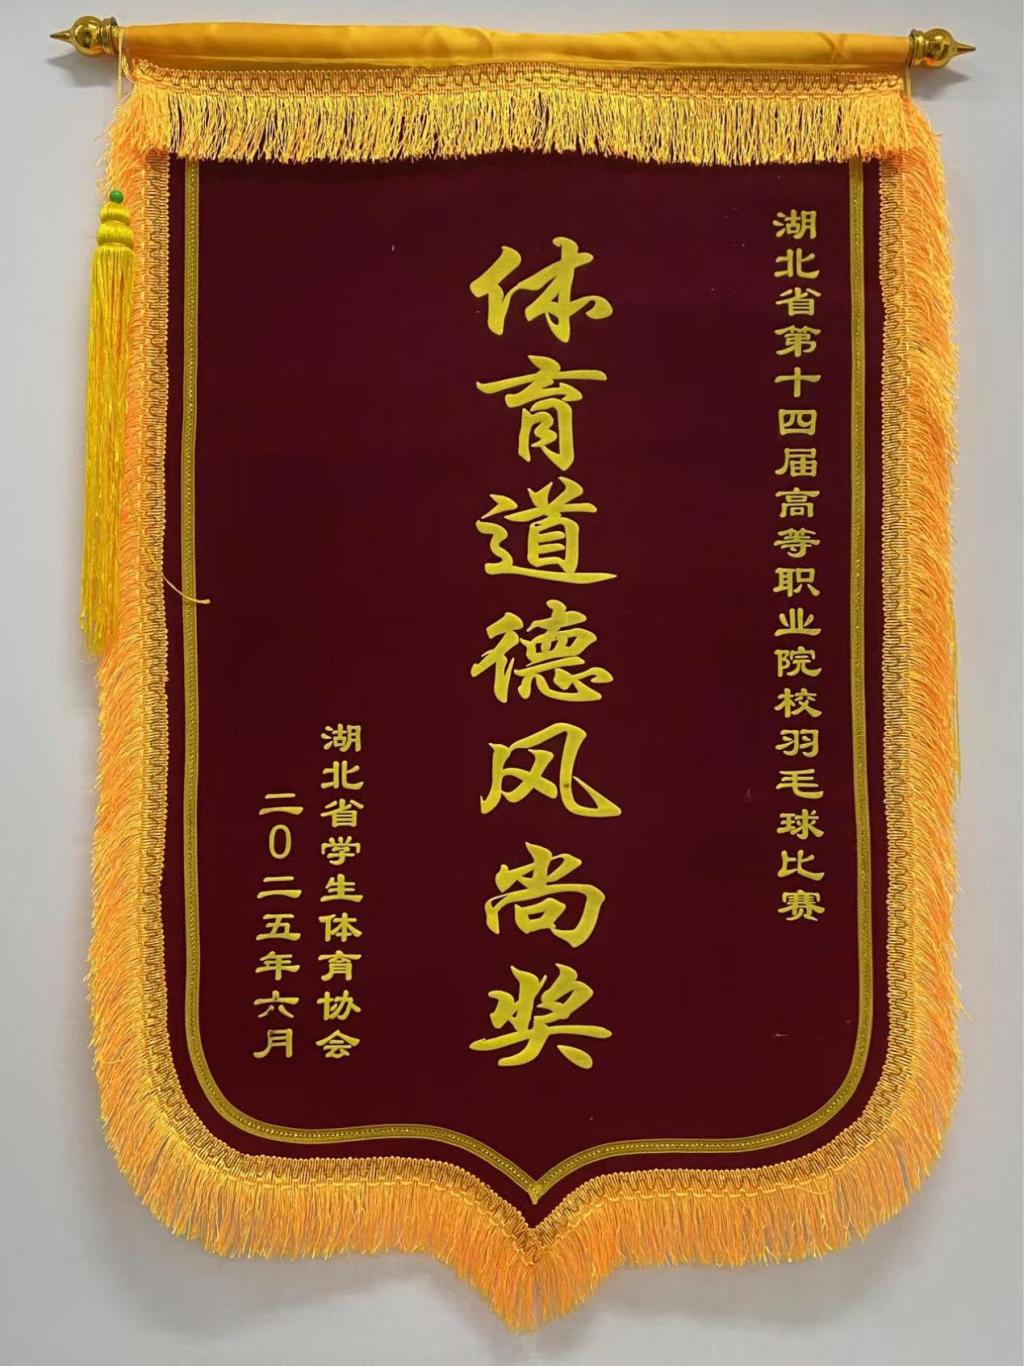 湖北省第十四届高等职业院校羽毛球比赛
体育道德风尚奖
湖北省学生体育协会
二0二五年六月